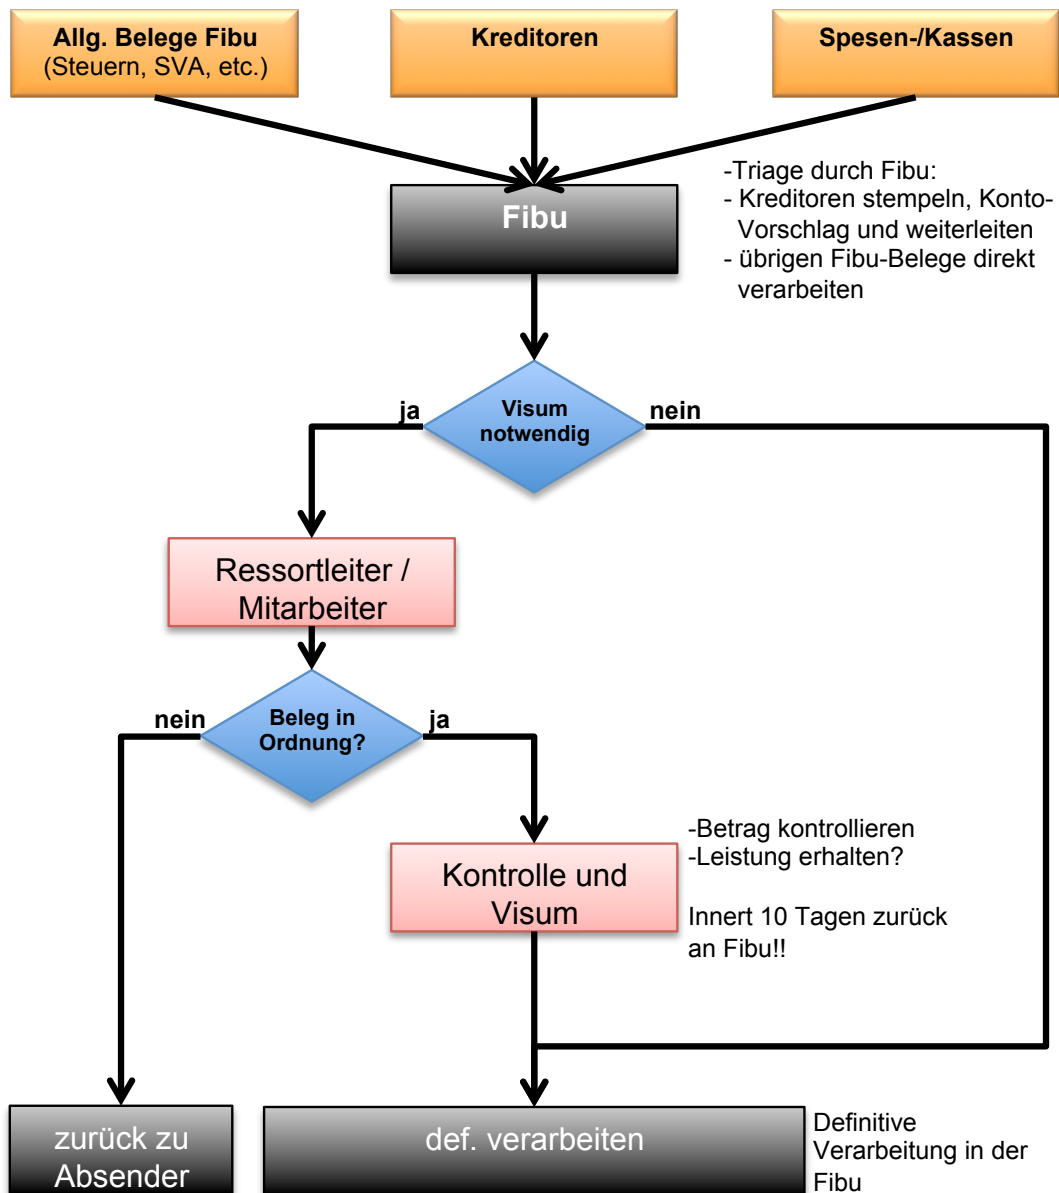 Allg. Belege Fibu
(Steuern, SVA, etc.)
Kreditoren
Spesen-/Kassen
-Triage durch Fibu:
- Kreditoren stempeln, Konto-
Vorschlag und weiterleiten
- übrigen Fibu-Belege direkt
verarbeiten
Fibu
ja
Visum
notwendig
nein
Ressortleiter /
Mitarbeiter
nein
Beleg in
Ordnung?
ja
-Betrag kontrollieren
-Leistung erhalten?
Kontrolle und
Visum
Innert 10 Tagen zurück
an Fibu!!
zurück zu
Absender
def. verarbeiten
Definitive
Verarbeitung in der
Fibu